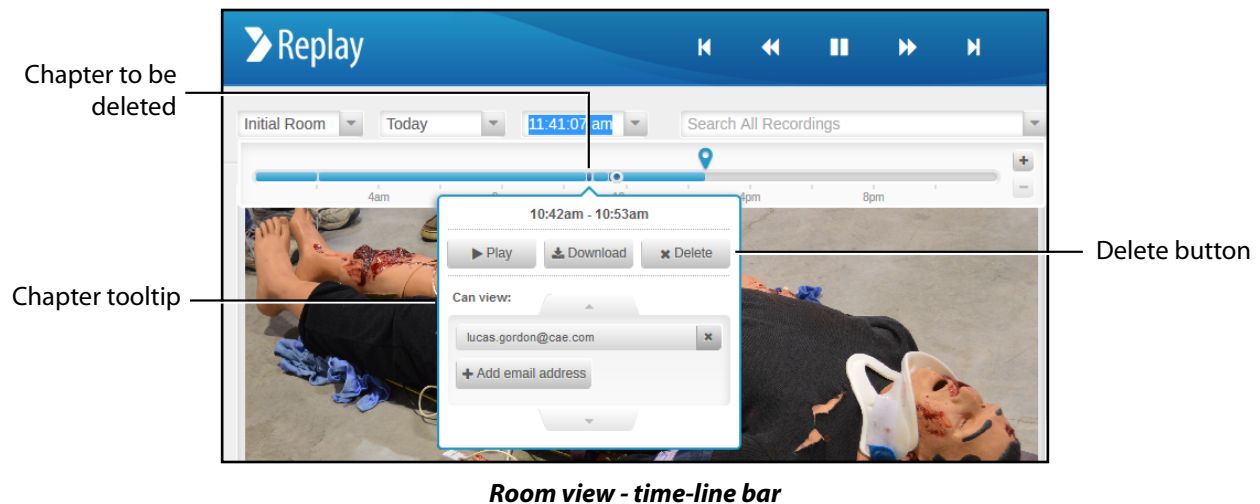 Replay
Chapter to be
deleted
Initial Room Today 11:41:07 am Search All Recordings
4am 4pm 8pm
10:42am - 10:53am
Play Download Delete
Delete button
Chapter tooltip
Can view:
lucas.gordon@cae.com
+ Add email address
Room view - time-line bar